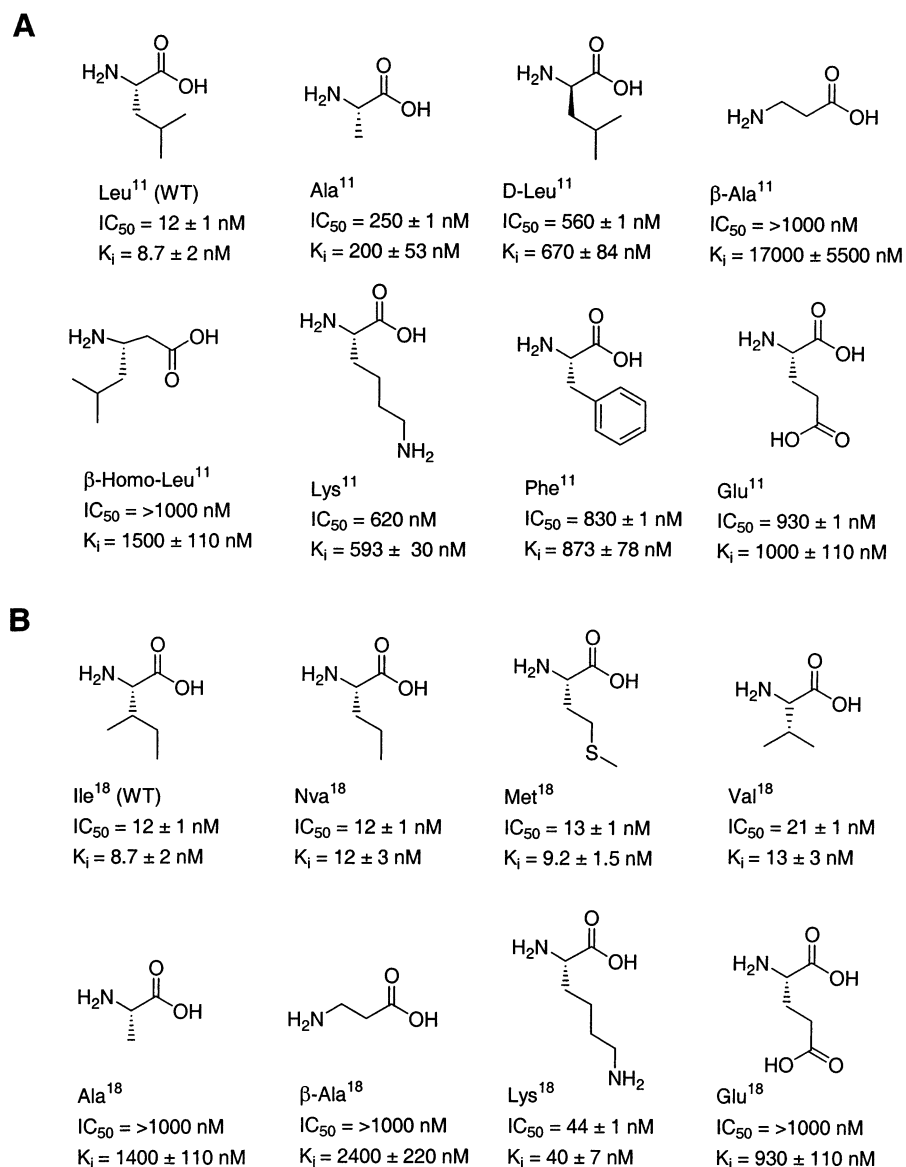 A
H₂N O OH
H₂N O OH
H₂N O OH
H₂N O OH
Leu¹¹ (WT)
IC₅₀ = 12 ± 1 nM
Kᵢ = 8.7 ± 2 nM
Ala¹¹
IC₅₀ = 250 ± 1 nM
Kᵢ = 200 ± 53 nM
D-Leu¹¹
IC₅₀ = 560 ± 1 nM
Kᵢ = 670 ± 84 nM
β-Ala¹¹
IC₅₀ = >1000 nM
Kᵢ = 17000 ± 5500 nM
H₂N OH O
H₂N O OH NH₂
H₂N O OH
H₂N O OH HO O
β-Homo-Leu¹¹
IC₅₀ = >1000 nM
Kᵢ = 1500 ± 110 nM
Lys¹¹
IC₅₀ = 620 nM
Kᵢ = 593 ± 30 nM
Phe¹¹
IC₅₀ = 830 ± 1 nM
Kᵢ = 873 ± 78 nM
Glu¹¹
IC₅₀ = 930 ± 1 nM
Kᵢ = 1000 ± 110 nM
B
H₂N O OH
H₂N O OH
H₂N O OH S
H₂N O OH
Ile¹⁸ (WT)
IC₅₀ = 12 ± 1 nM
Kᵢ = 8.7 ± 2 nM
Nva¹⁸
IC₅₀ = 12 ± 1 nM
Kᵢ = 12 ± 3 nM
Met¹⁸
IC₅₀ = 13 ± 1 nM
Kᵢ = 9.2 ± 1.5 nM
Val¹⁸
IC₅₀ = 21 ± 1 nM
Kᵢ = 13 ± 3 nM
H₂N O OH
H₂N O OH
H₂N O OH NH₂
H₂N O OH HO O
Ala¹⁸
IC₅₀ = >1000 nM
Kᵢ = 1400 ± 110 nM
β-Ala¹⁸
IC₅₀ = >1000 nM
Kᵢ = 2400 ± 220 nM
Lys¹⁸
IC₅₀ = 44 ± 1 nM
Kᵢ = 40 ± 7 nM
Glu¹⁸
IC₅₀ = >1000 nM
Kᵢ = 930 ± 110 nM